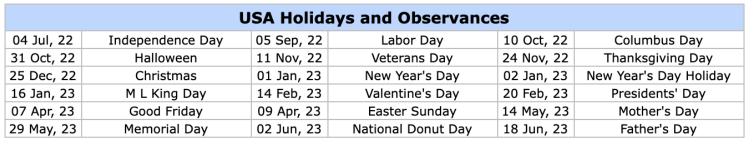 USA Holidays and Observances
04 Jul, 22 Independence Day 05 Sep, 22 Labor Day 10 Oct, 22 Columbus Day
31 Oct, 22 Halloween 11 Nov, 22 Veterans Day 24 Nov, 22 Thanksgiving Day
25 Dec, 22 Christmas 01 Jan, 23 New Year's Day 02 Jan, 23 New Year's Day Holiday
16 Jan, 23 M L King Day 14 Feb, 23 Valentine's Day 20 Feb, 23 Presidents' Day
07 Apr, 23 Good Friday 09 Apr, 23 Easter Sunday 14 May, 23 Mother's Day
29 May, 23 Memorial Day 02 Jun, 23 National Donut Day 18 Jun, 23 Father's Day